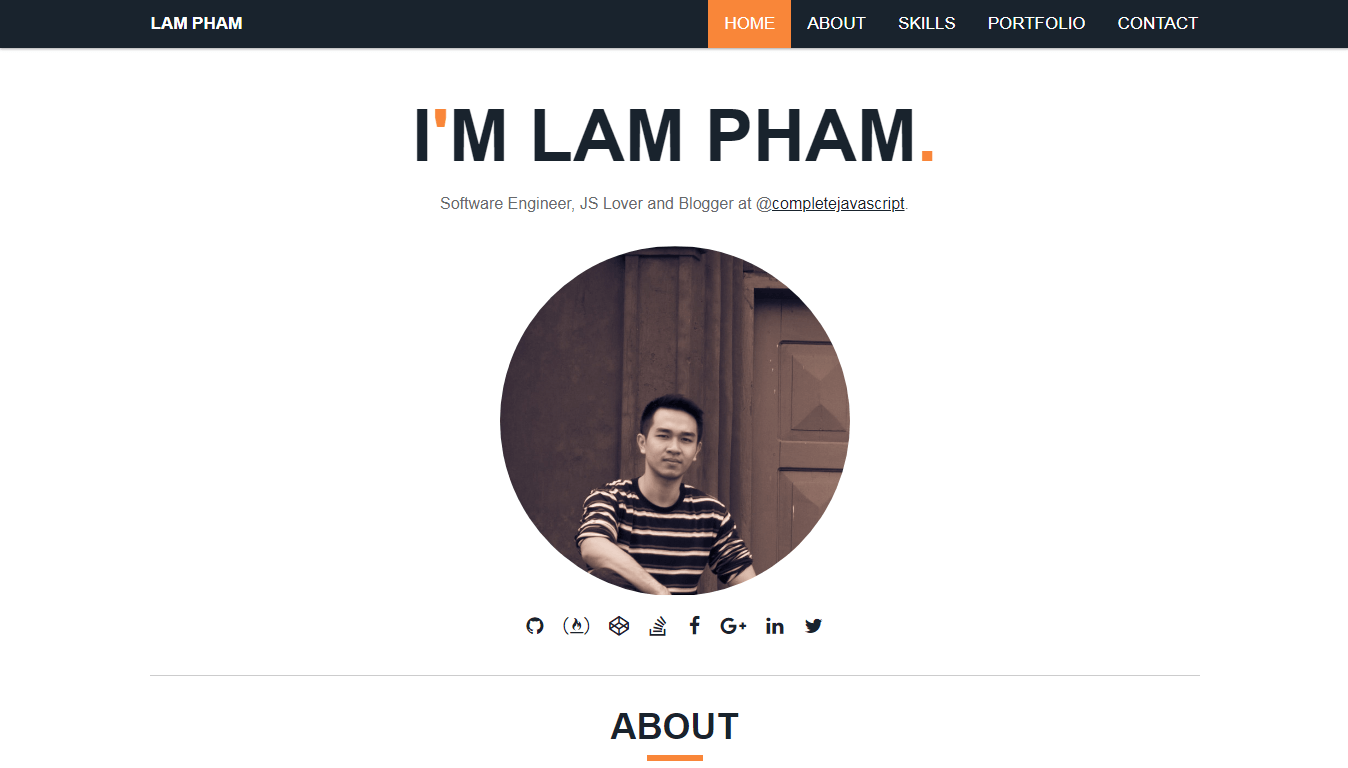 LAM PHAM
HOME ABOUT SKILLS PORTFOLIO CONTACT
I'M LAM PHAM.
Software Engineer, JS Lover and Blogger at @completejavascript.
ABOUT